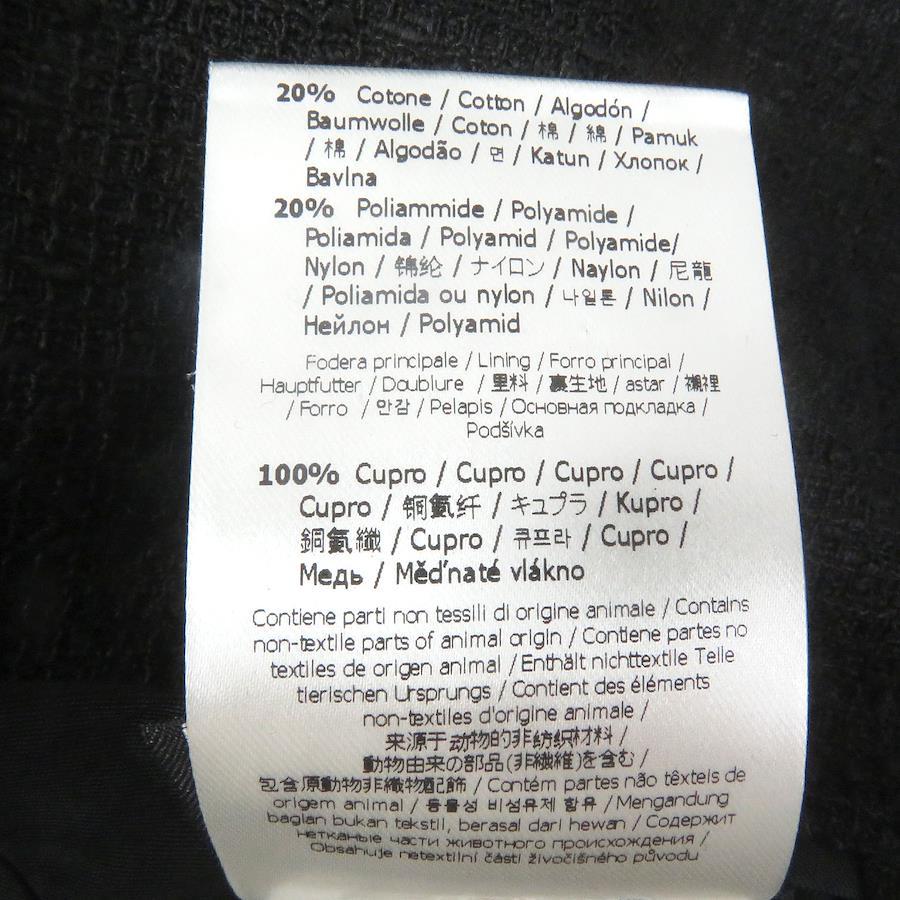 20% Cotone / Cotton / Algodón /
Baumwolle / Coton / 棉 / 綿 / Pamuk
/ 棉 / Algodão / 면 / Katun / Хлопок /
Bavlna
20% Poliammide / Polyamide /
Poliamida / Polyamid / Polyamide/
Nylon / 锦纶 / ナイロン / Naylon / 尼龍
/ Poliamida ou nylon / 나일론 / Nilon /
Нейлон / Polyamid
Fodera principale / Lining / Forro principal /
Hauptfutter / Doublure / 里料 / 裏生地 / astar / 襯裡
/ Forro / 안감 / Pelapis / Основная подкладка /
Podšívka
100% Cupro / Cupro / Cupro / Cupro /
Cupro / 铜氨纤 / キュプラ / Kupro /
銅氨纖 / Cupro / 큐프라 / Cupro /
Медь / Měďnaté vlákno
Contiene parti non tessili di origine animale / Contains
non-textile parts of animal origin / Contiene partes no
textiles de origen animal / Enthält nichttextile Teile
tierischen Ursprungs / Contient des éléments
non-textiles d'origine animale /
来源于动物的非纺织材料 /
動物由来の部品(非繊維)を含む /
包含原動物非織物配飾 / Contém partes não têxteis de
origem animal / 동물성 비섬유제 함유 / Mengandung
bagian bukan tekstil, berasal dari hewan / Содержит
нетканые части животного происхождения /
Obsahuje netextilní části živočišného původu